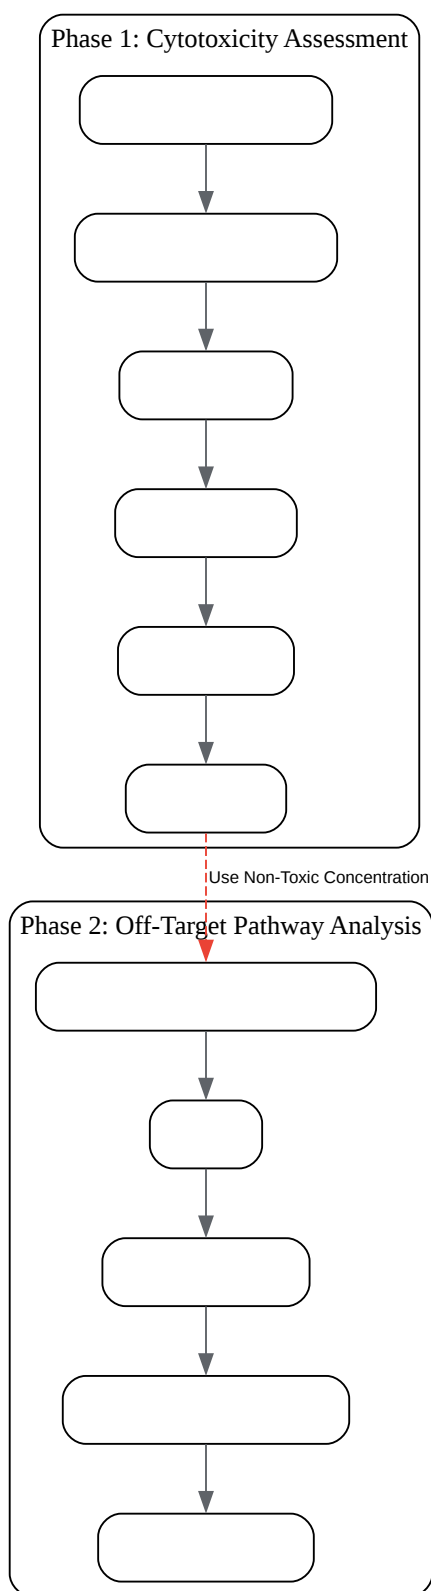 Phase 1: Cytotoxicity Assessment
Use Non-Toxic Concentration
Phase 2: Off-Target Pathway Analysis